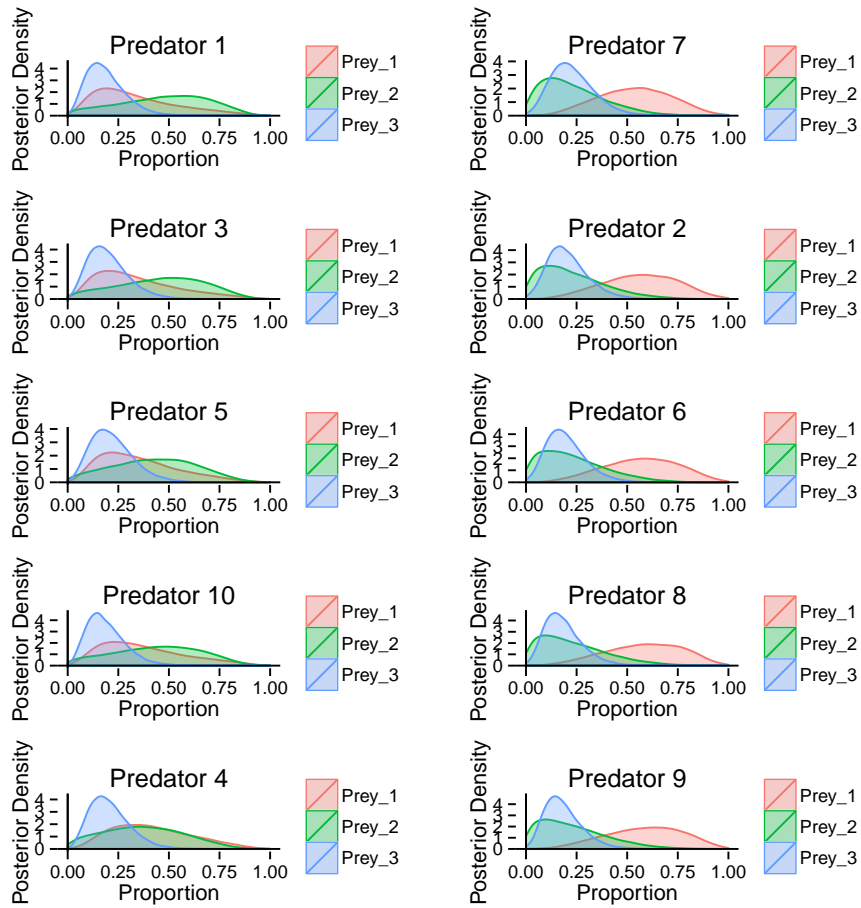 Predator 1
Posterior Density
4
3
2
1
0
0.00 0.25 0.50 0.75 1.00
Proportion
Prey_1
Prey_2
Prey_3
Predator 7
Posterior Density
4
3
2
1
0
0.00 0.25 0.50 0.75 1.00
Proportion
Prey_1
Prey_2
Prey_3
Predator 3
Posterior Density
4
3
2
1
0
0.00 0.25 0.50 0.75 1.00
Proportion
Prey_1
Prey_2
Prey_3
Predator 2
Posterior Density
4
3
2
1
0
0.00 0.25 0.50 0.75 1.00
Proportion
Prey_1
Prey_2
Prey_3
Predator 5
Posterior Density
4
3
2
1
0
0.00 0.25 0.50 0.75 1.00
Proportion
Prey_1
Prey_2
Prey_3
Predator 6
Posterior Density
4
3
2
1
0
0.00 0.25 0.50 0.75 1.00
Proportion
Prey_1
Prey_2
Prey_3
Predator 10
Posterior Density
4
3
2
1
0
0.00 0.25 0.50 0.75 1.00
Proportion
Prey_1
Prey_2
Prey_3
Predator 8
Posterior Density
4
3
2
1
0
0.00 0.25 0.50 0.75 1.00
Proportion
Prey_1
Prey_2
Prey_3
Predator 4
Posterior Density
4
3
2
1
0
0.00 0.25 0.50 0.75 1.00
Proportion
Prey_1
Prey_2
Prey_3
Predator 9
Posterior Density
4
3
2
1
0
0.00 0.25 0.50 0.75 1.00
Proportion
Prey_1
Prey_2
Prey_3